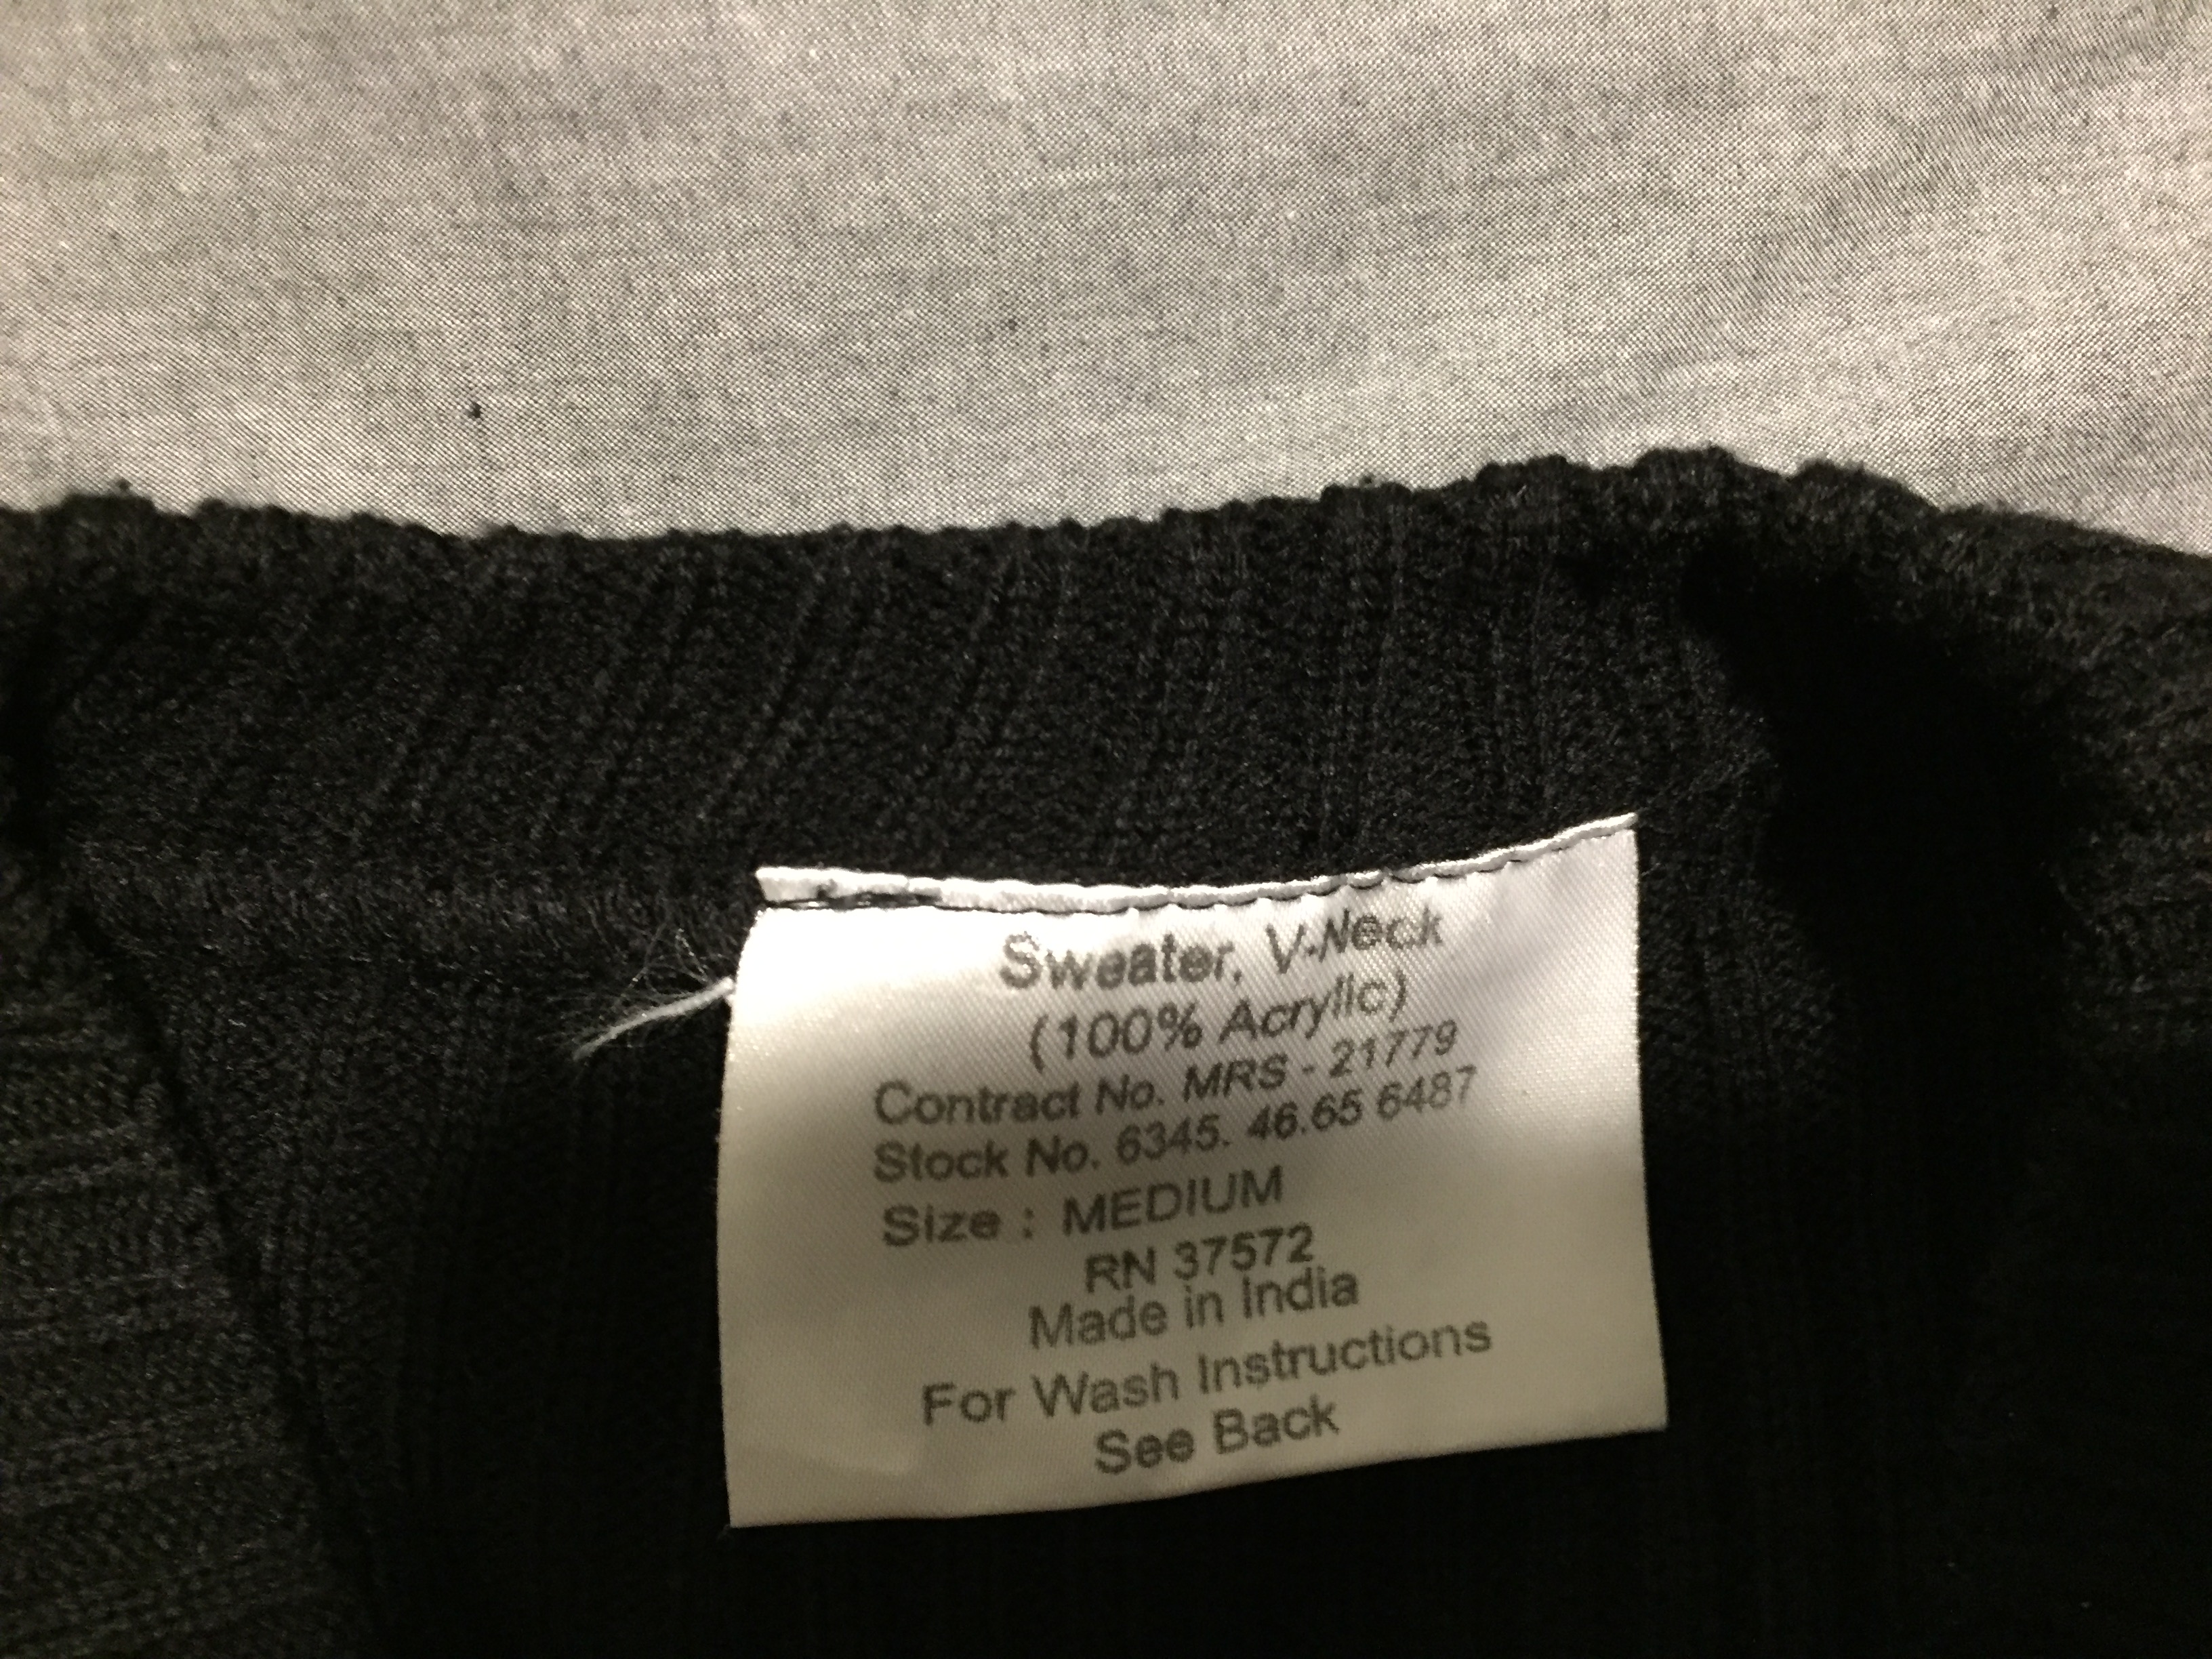 Sweater, V-Neck
(100% Acrylic)
Contract No. MRS - 21779
Stock No. 6345. 46.65 6487
Size : MEDIUM
RN 37572
Made in India
For Wash Instructions
See Back